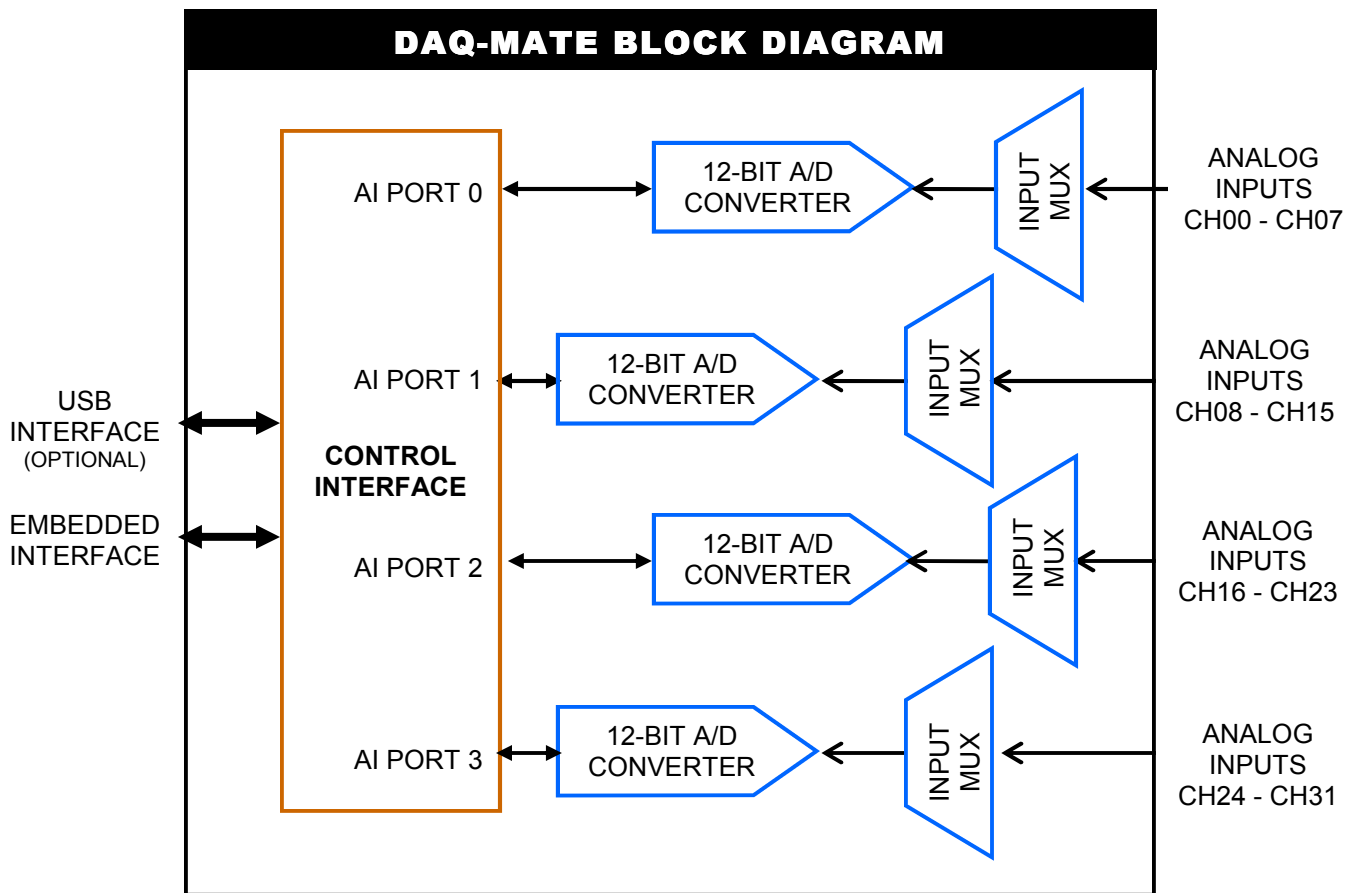 DAQ-MATE BLOCK DIAGRAM
AI PORT 0
12-BIT A/D
CONVERTER
INPUT
MUX
ANALOG
INPUTS
CH00 - CH07
AI PORT 1
12-BIT A/D
CONVERTER
INPUT
MUX
ANALOG
INPUTS
CH08 - CH15
USB
INTERFACE
(OPTIONAL)
CONTROL
INTERFACE
EMBEDDED
INTERFACE
AI PORT 2
12-BIT A/D
CONVERTER
INPUT
MUX
ANALOG
INPUTS
CH16 - CH23
AI PORT 3
12-BIT A/D
CONVERTER
INPUT
MUX
ANALOG
INPUTS
CH24 - CH31